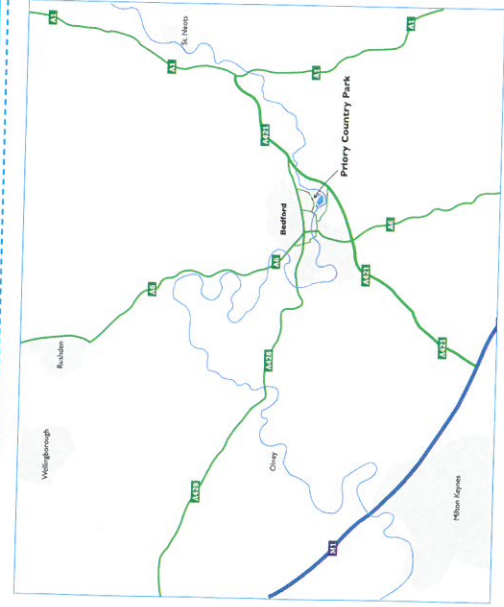 Wellingborough
A1
Rushden
A6
A1
St. Neots
A428
A421
A428
Olney
A6
Bedford
A1
M1
Priory Country Park
A421
A6
A1
A421
Milton Keynes